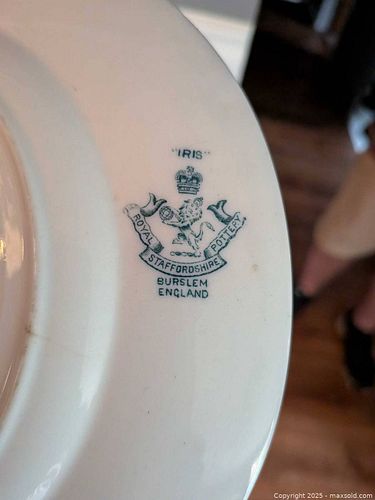 "IRIS"
ROYAL STAFFORDSHIRE POTTERY
BURSLEM
ENGLAND
Copyright 2025 - maxsold.com